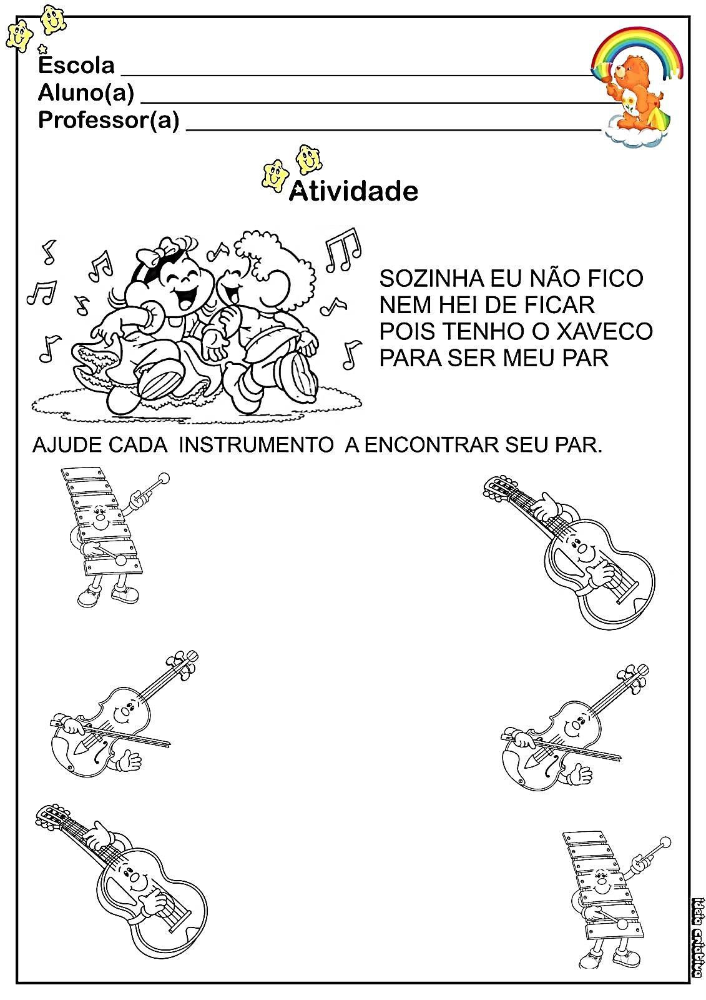 Escola
Aluno(a)
Professor(a)
Atividade
SOZINHA EU NÃO FICO
NEM HEI DE FICAR
POIS TENHO O XAVECO
PARA SER MEU PAR
AJUDE CADA INSTRUMENTO A ENCONTRAR SEU PAR.
ideia criativa